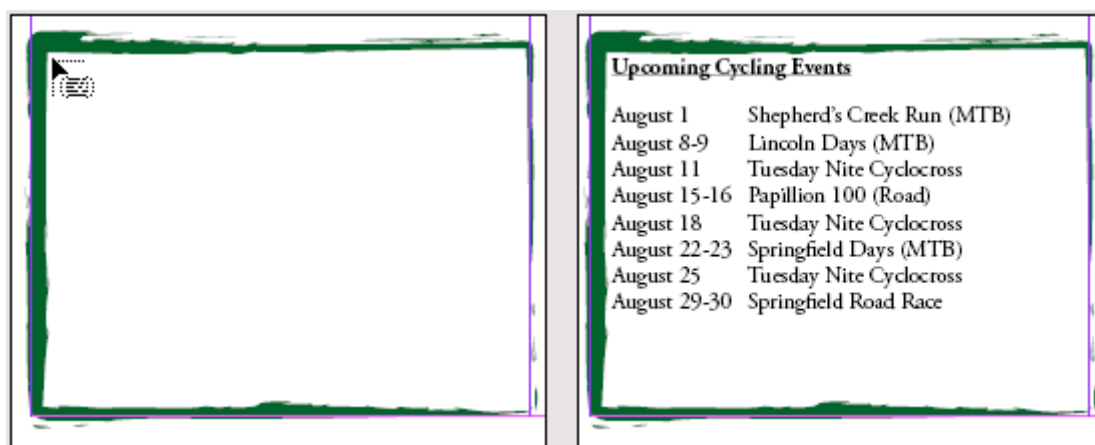 Upcoming Cycling Events
August 1 Shepherd's Creek Run (MTB)
August 8-9 Lincoln Days (MTB)
August 11 Tuesday Nite Cyclocross
August 15-16 Papillion 100 (Road)
August 18 Tuesday Nite Cyclocross
August 22-23 Springfield Days (MTB)
August 25 Tuesday Nite Cyclocross
August 29-30 Springfield Road Race